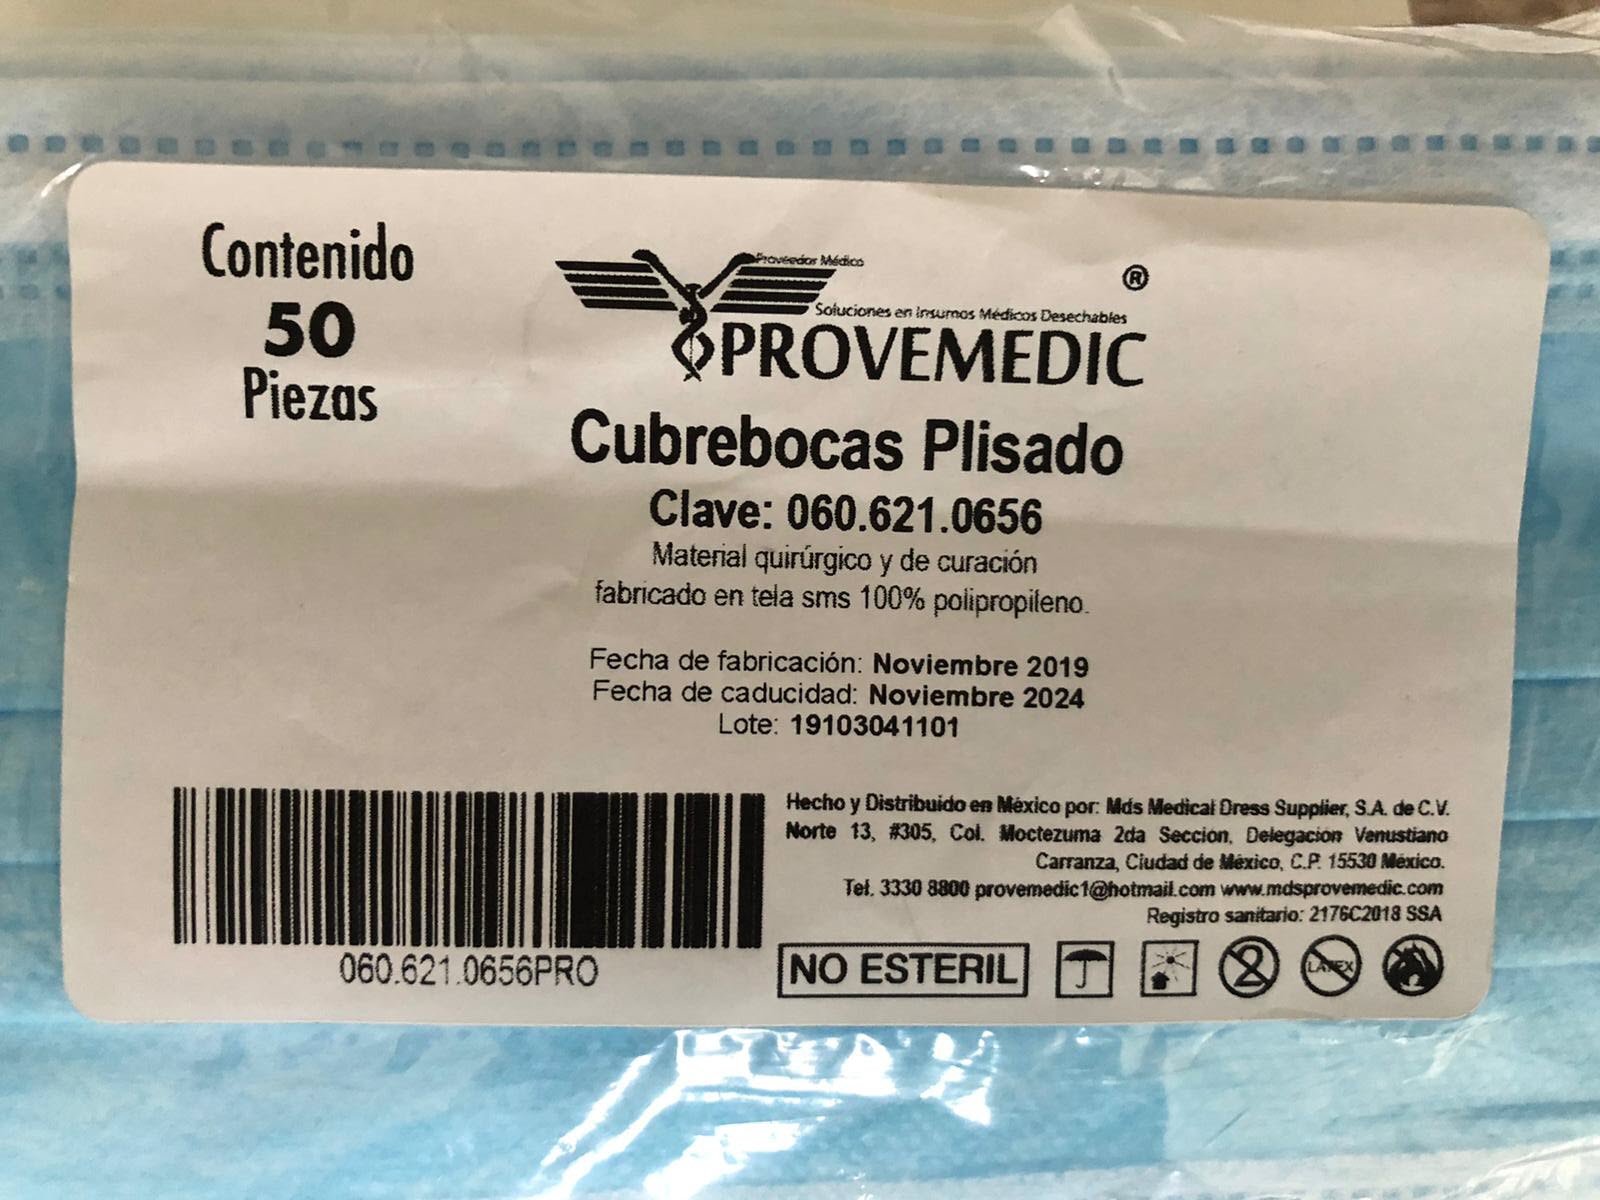 Contenido
50
Piezas
Proveedor Médico
®
Soluciones en Insumos Médicos Desechables
PROVEMEDIC
Cubrebocas Plisado
Clave: 060.621.0656
Material quirúrgico y de curación
fabricado en tela sms 100% polipropileno.
Fecha de fabricación: Noviembre 2019
Fecha de caducidad: Noviembre 2024
Lote: 19103041101
060.621.0656PRO
Hecho y Distribuido en México por: Mds Medical Dress Supplier, S.A. de C.V.
Norte 13, #305, Col. Moctezuma 2da Seccion, Delegación Venustiano
Carranza, Ciudad de México, C.P. 15530 México.
Tel. 3330 8800 provemedic1@hotmail.com www.mdsprovemedic.com
Registro sanitario: 2176C2018 SSA
NO ESTERIL
2
LATEX